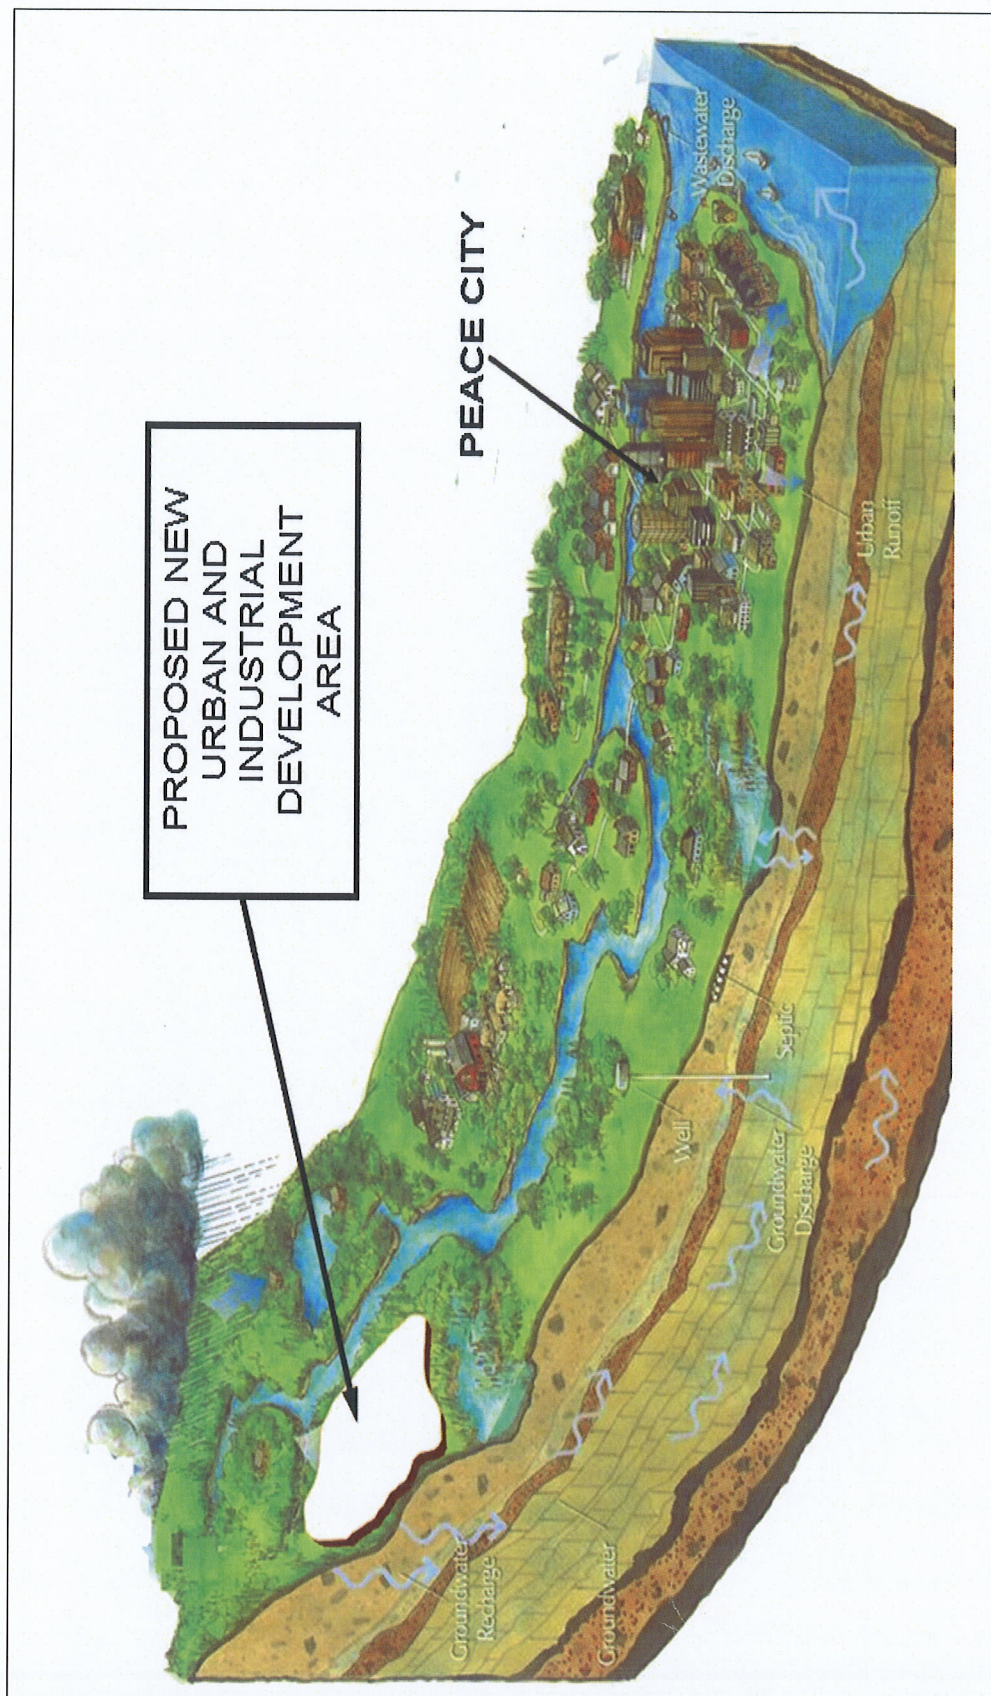 PROPOSED NEW
URBAN AND
INDUSTRIAL
DEVELOPMENT
AREA
PEACE CITY
Wastewater
Discharge
Urban
Runoff
Septic
Well
Groundwater
Discharge
Groundwater
Recharge
Groundwater